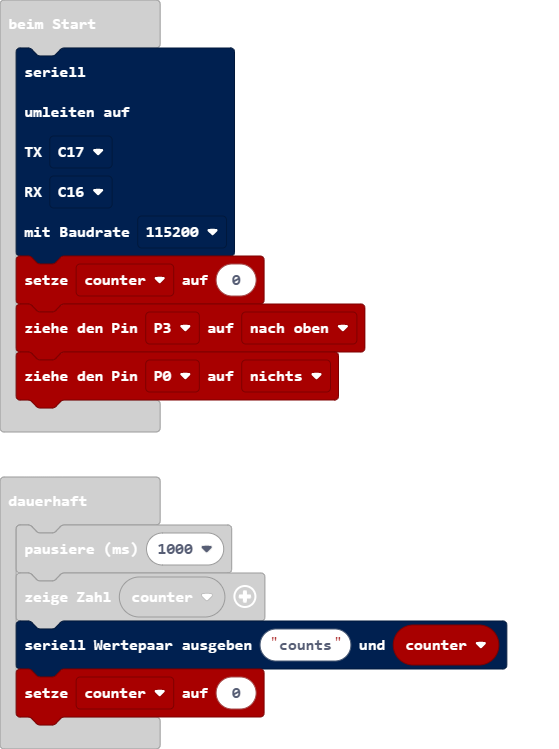 beim Start
seriell
umleiten auf
TX C17
RX C16
mit Baudrate 115200
setze counter auf 0
ziehe den Pin P3 auf nach oben
ziehe den Pin P0 auf nichts
dauerhaft
pausiere (ms) 1000
zeige Zahl counter
seriell Wertepaar ausgeben "counts" und counter
setze counter auf 0